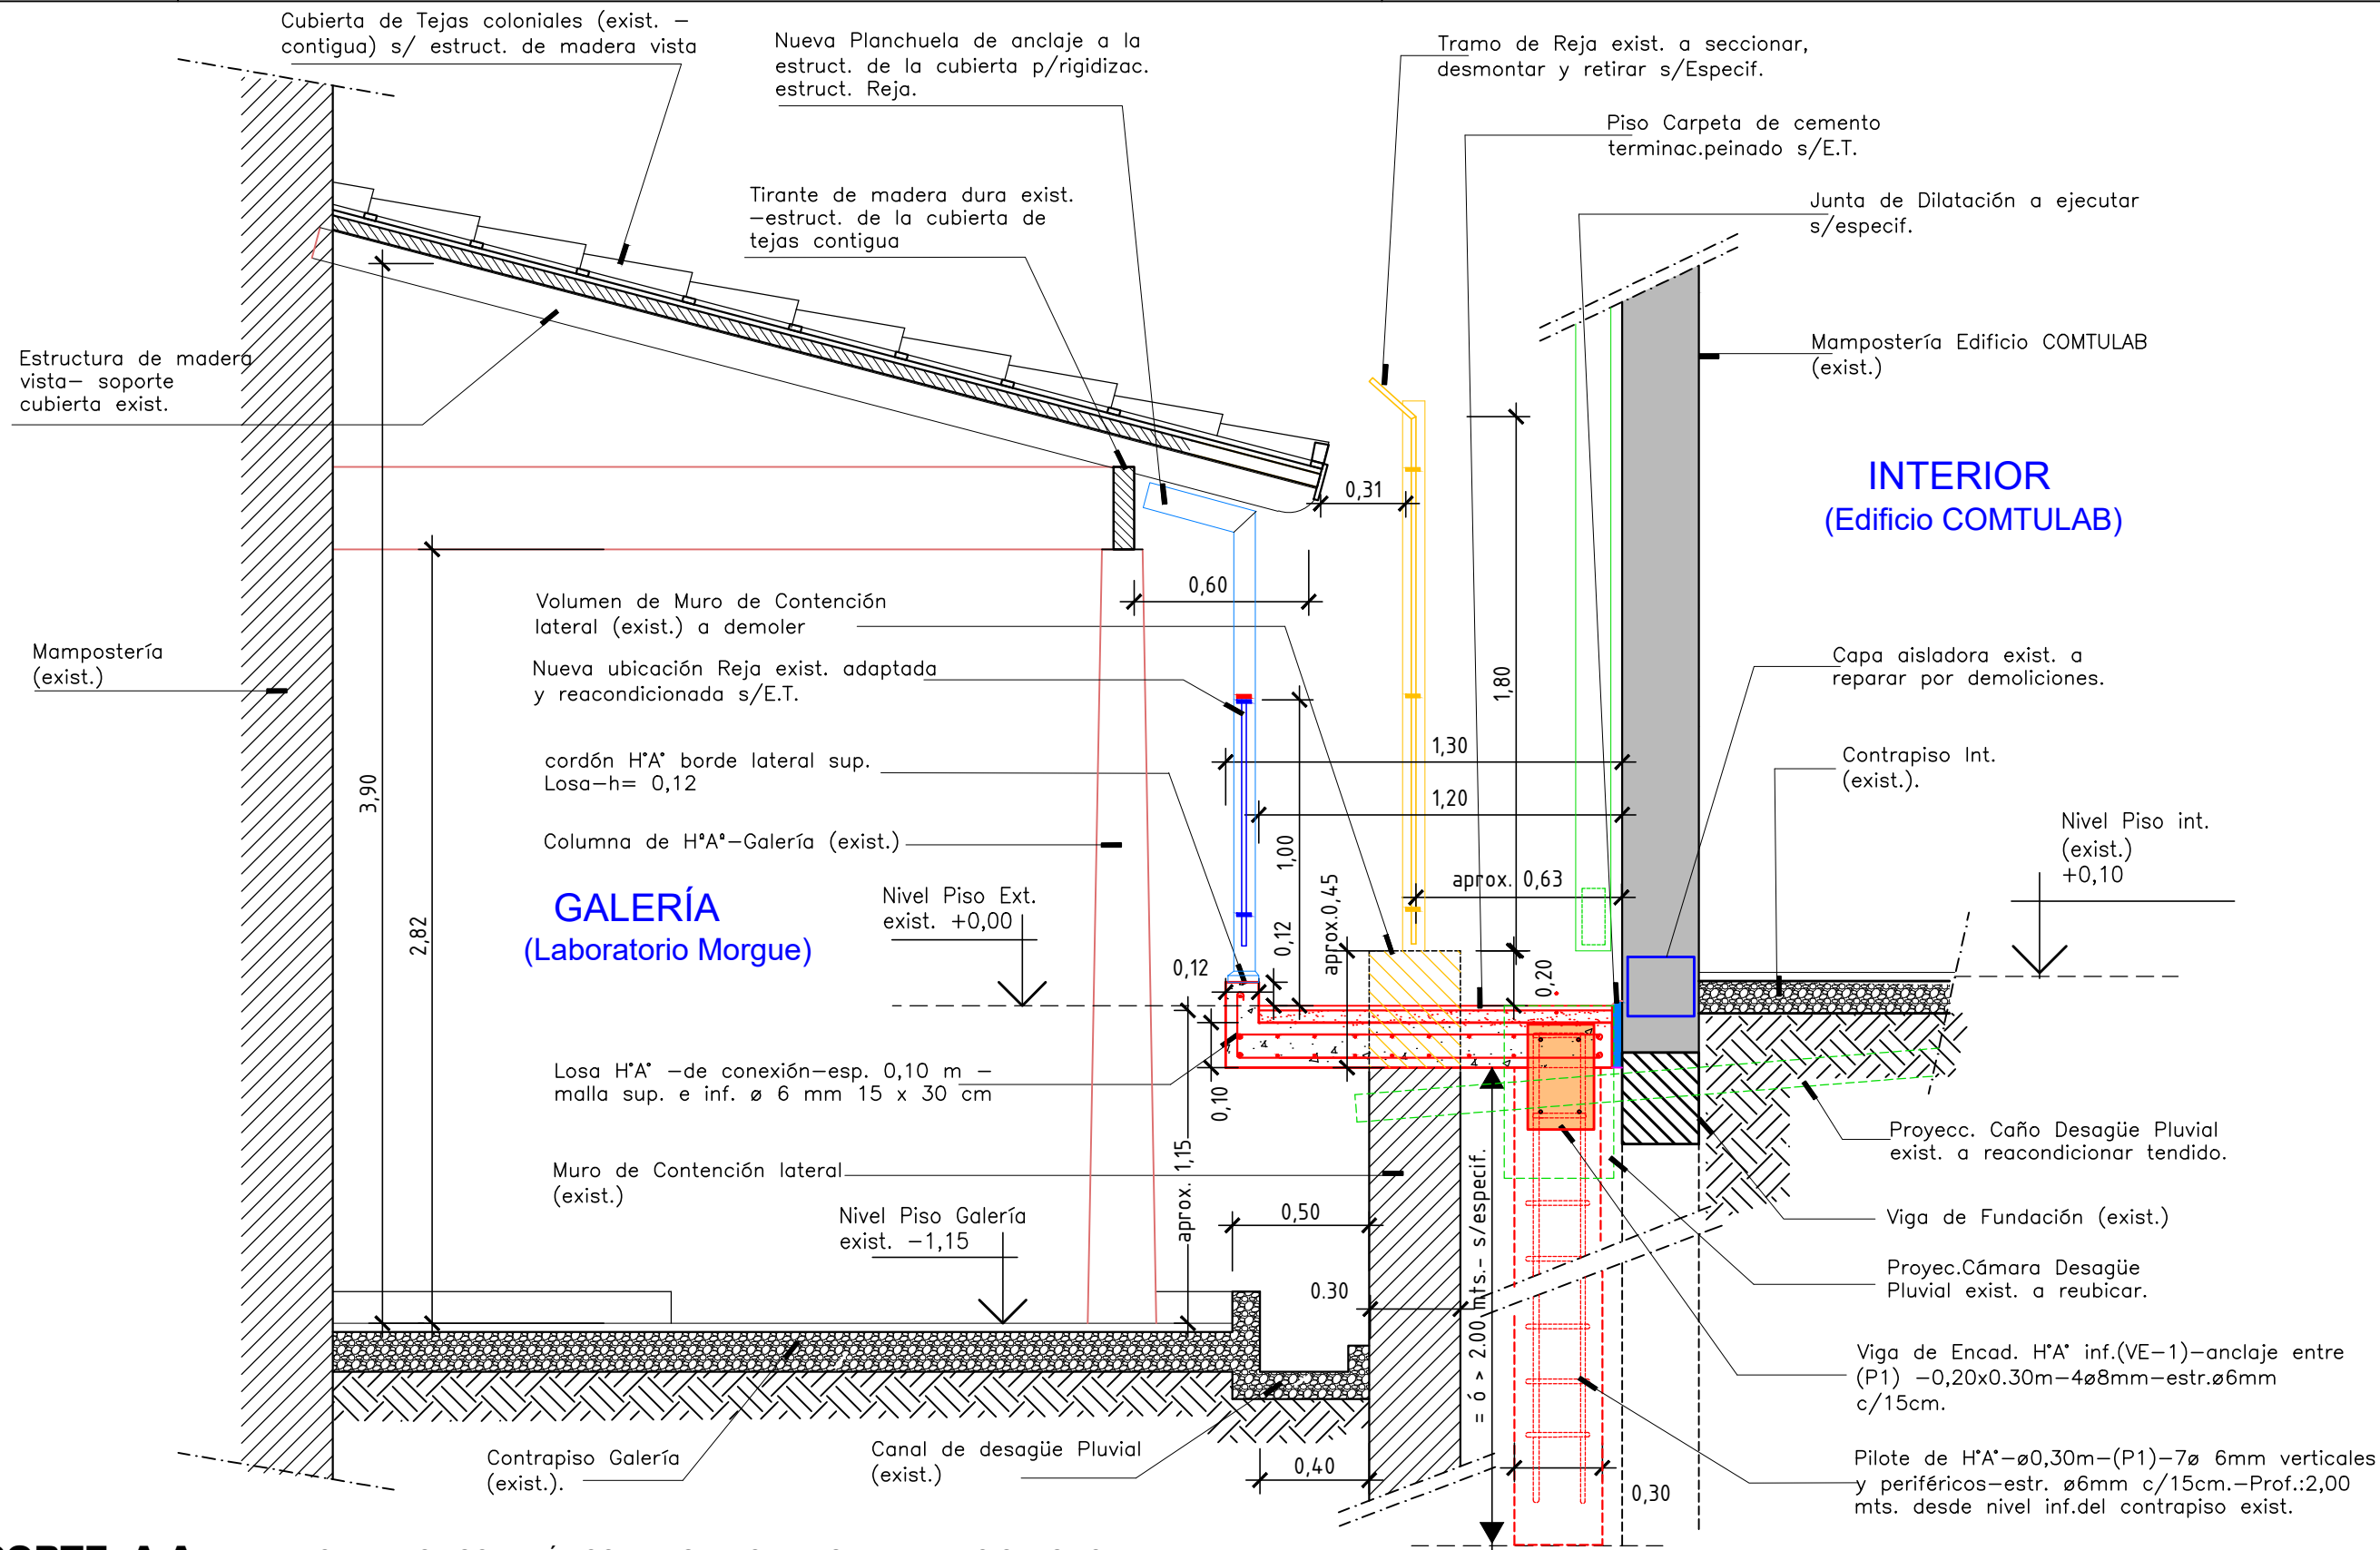 Cubierta de Tejas coloniales (exist. –
contigua) s/ estruct. de madera vista
Nueva Planchuela de anclaje a la
estruct. de la cubierta p/rigidizac.
estruct. Reja.
Tramo de Reja exist. a seccionar,
desmontar y retirar s/Especif.
Piso Carpeta de cemento
terminac.peinado s/E.T.
Tirante de madera dura exist.
–estruct. de la cubierta de
tejas contigua
Junta de Dilatación a ejecutar
s/especif.
Estructura de madera
vista– soporte
cubierta exist.
Mampostería Edificio COMTULAB
(exist.)
INTERIOR
(Edificio COMTULAB)
0,31
0,60
Volumen de Muro de Contención
lateral (exist.) a demoler
Mampostería
(exist.)
Nueva ubicación Reja exist. adaptada
y reacondicionada s/E.T.
1,80
Capa aisladora exist. a
reparar por demoliciones.
1,30
cordón H°A° borde lateral sup.
Losa–h= 0,12
3,90
1,20
Contrapiso Int.
(exist.).
Columna de H°A°–Galería (exist.)
1,00
Nivel Piso int.
(exist.)
+0,10
GALERÍA
(Laboratorio Morgue)
Nivel Piso Ext.
exist. +0,00
aprox. 0,63
aprox.0,45
2,82
0,12
0,12
0,20
Losa H°A° –de conexión–esp. 0,10 m –
malla sup. e inf. ø 6 mm 15 x 30 cm
0,10
Proyecc. Caño Desagüe Pluvial
exist. a reacondicionar tendido.
Muro de Contención lateral
(exist.)
aprox. 1,15
Nivel Piso Galería
exist. –1,15
0,50
= ó > 2.00 mts.– s/especif.
Viga de Fundación (exist.)
0.30
Proyec.Cámara Desagüe
Pluvial exist. a reubicar.
Viga de Encad. H°A° inf.(VE–1)–anclaje entre
(P1) –0,20x0.30m–4ø8mm–estr.ø6mm
c/15cm.
Contrapiso Galería
(exist.).
Canal de desagüe Pluvial
(exist.)
0,40
0,30
Pilote de H°A°–ø0,30m–(P1)–7ø 6mm verticales
y periféricos–estr. ø6mm c/15cm.–Prof.:2,00
mts. desde nivel inf.del contrapiso exist.